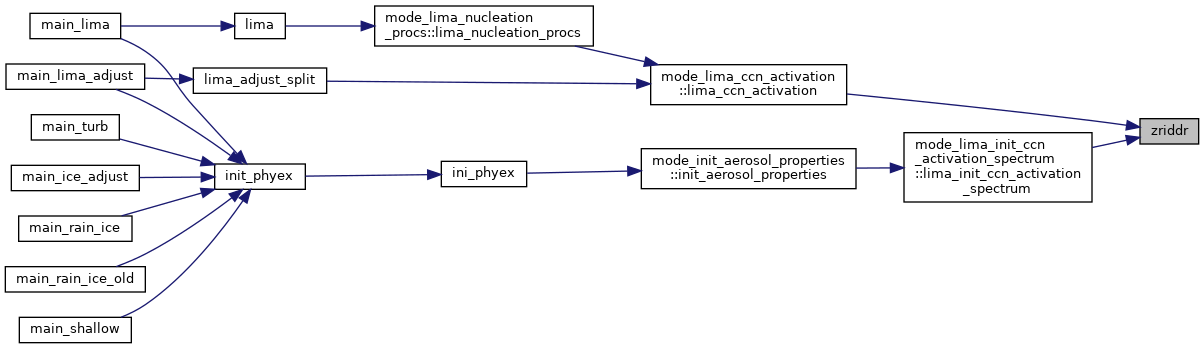 main_lima
lima
mode_lima_nucleation
_procs::lima_nucleation_procs
main_lima_adjust
lima_adjust_split
mode_lima_ccn_activation
::lima_ccn_activation
main_turb
zriddr
main_ice_adjust
init_phyex
ini_phyex
mode_init_aerosol_properties
::init_aerosol_properties
mode_lima_init_ccn
_activation_spectrum
::lima_init_ccn_activation
_spectrum
main_rain_ice
main_rain_ice_old
main_shallow